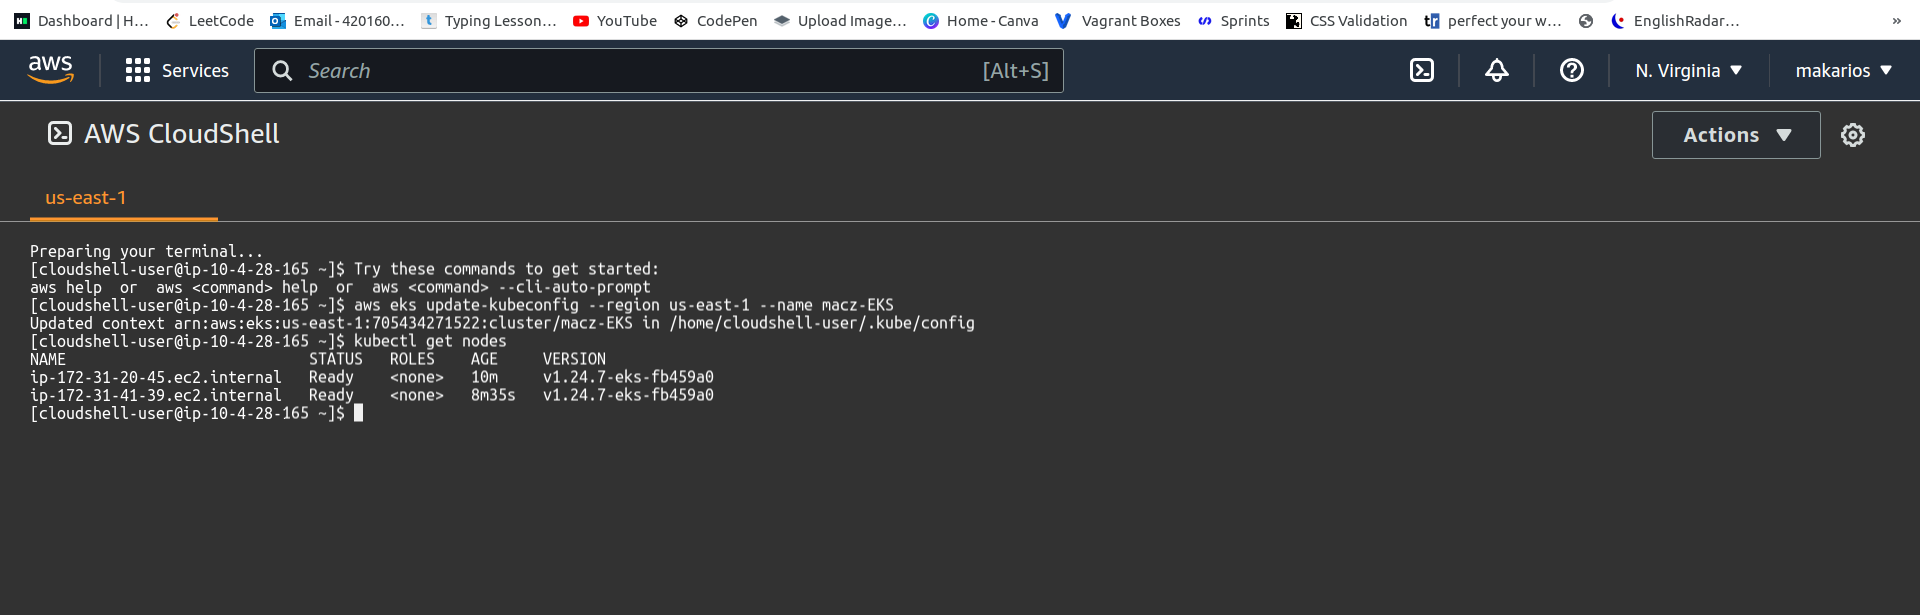 Dashboard | H... LeetCode Email - 420160... Typing Lesson... YouTube CodePen Upload Image... Home - Canva Vagrant Boxes Sprints CSS Validation perfect your w... EnglishRadar... »
aws Services Search [Alt+S] N. Virginia makarios
AWS CloudShell Actions
us-east-1
Preparing your terminal...
[cloudshell-user@ip-10-4-28-165 ~]$ Try these commands to get started:
aws help  or  aws <command> help  or  aws <command> --cli-auto-prompt
[cloudshell-user@ip-10-4-28-165 ~]$ aws eks update-kubeconfig --region us-east-1 --name macz-EKS
Updated context arn:aws:eks:us-east-1:705434271522:cluster/macz-EKS in /home/cloudshell-user/.kube/config
[cloudshell-user@ip-10-4-28-165 ~]$ kubectl get nodes
NAME                           STATUS   ROLES    AGE     VERSION
ip-172-31-20-45.ec2.internal   Ready    <none>   10m     v1.24.7-eks-fb459a0
ip-172-31-41-39.ec2.internal   Ready    <none>   8m35s   v1.24.7-eks-fb459a0
[cloudshell-user@ip-10-4-28-165 ~]$